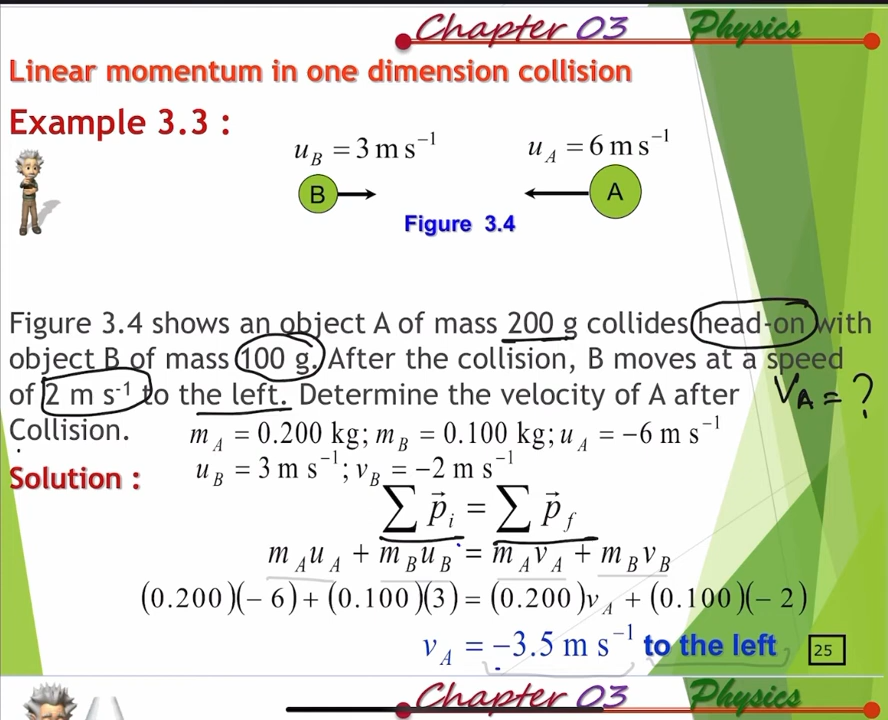 Chapter 03 Physics
Linear momentum in one dimension collision
Example 3.3 :
u_B = 3 m s⁻¹ u_A = 6 m s⁻¹
B A
Figure 3.4
Figure 3.4 shows an object A of mass 200 g collides head-on with
object B of mass 100 g. After the collision, B moves at a speed
of 2 m s⁻¹ to the left. Determine the velocity of A after V_A = ?
Collision. m_A = 0.200 kg; m_B = 0.100 kg; u_A = −6 m s⁻¹
Solution : u_B = 3 m s⁻¹; v_B = −2 m s⁻¹
∑ p⃗_i = ∑ p⃗_f
m_A u_A + m_B u_B = m_A v_A + m_B v_B
(0.200)(− 6) + (0.100)(3) = (0.200)v_A + (0.100)(− 2)
v_A = −3.5 m s⁻¹ to the left
25
Chapter 03 Physics